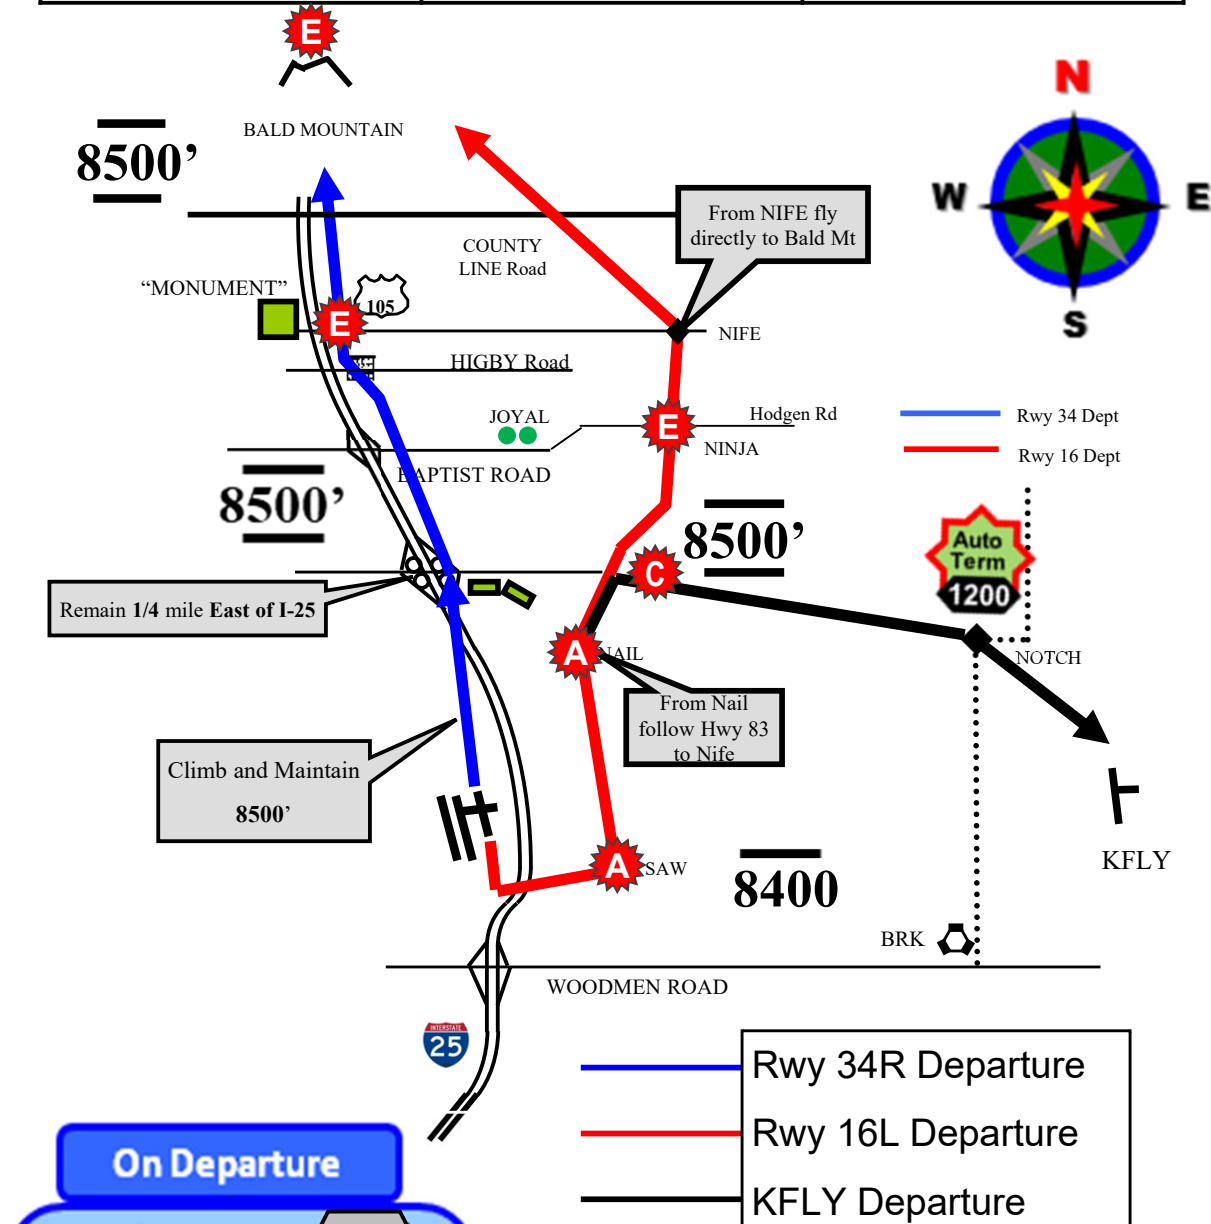 E
BALD MOUNTAIN
8500’
N
W
E
S
From NIFE fly
directly to Bald Mt
COUNTY
LINE Road
“MONUMENT”
105
E
NIFE
HIGBY Road
JOYAL
Hodgen Rd
E
NINJA
BAPTIST ROAD
Rwy 34 Dept
Rwy 16 Dept
8500’
8500’
C
Auto
Term
1200
Remain 1/4 mile East of I-25
A
NAIL
NOTCH
From Nail
follow Hwy 83
to Nife
Climb and Maintain
8500’
KFLY
A
SAW
8400
BRK
WOODMEN ROAD
INTERSTATE
25
Rwy 34R Departure
Rwy 16L Departure
KFLY Departure
On Departure